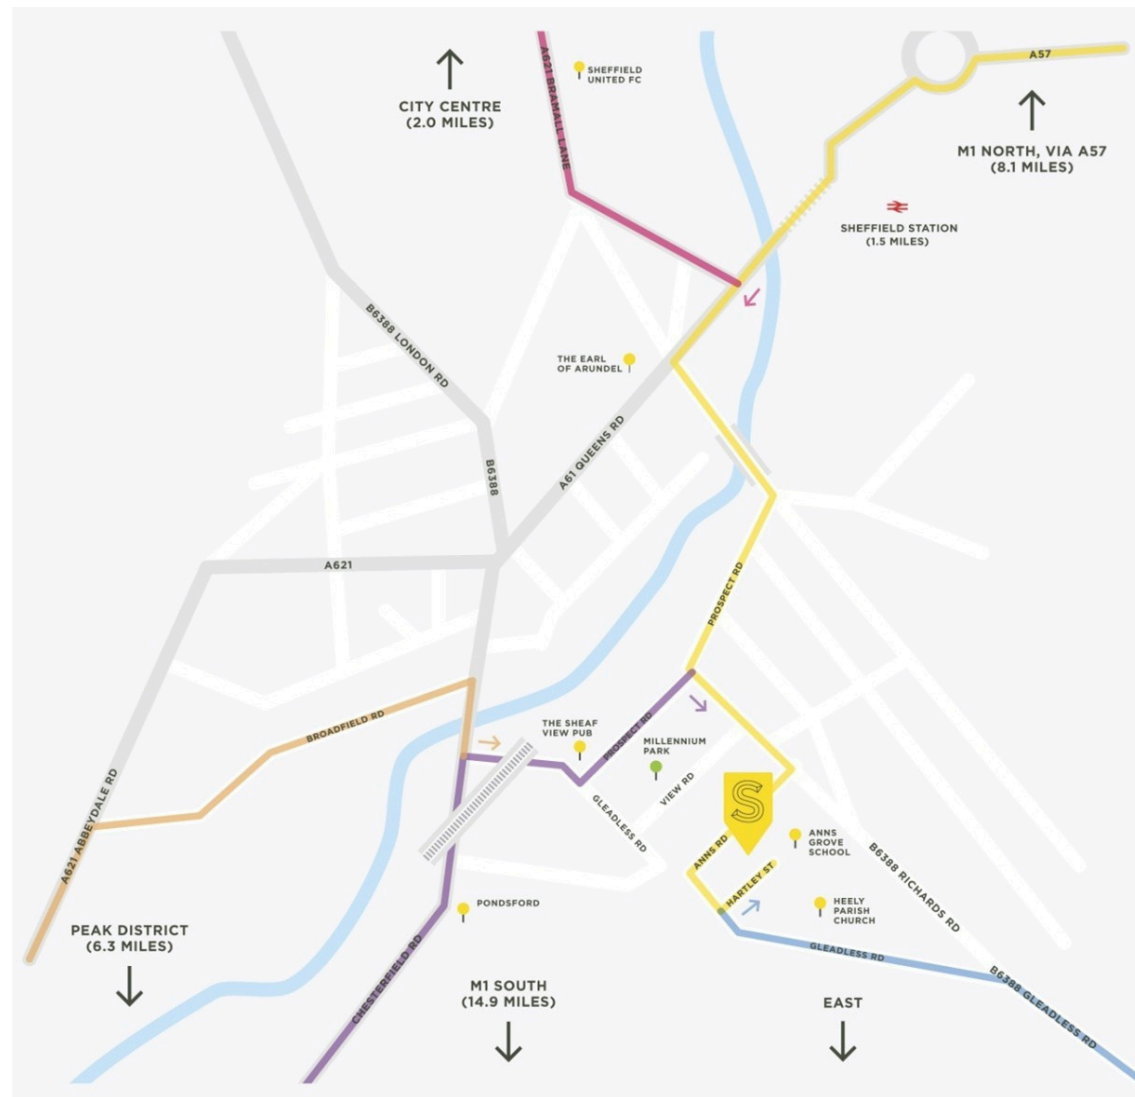 A57
A621 BRAMALL LANE
SHEFFIELD
UNITED FC
CITY CENTRE
(2.0 MILES)
M1 NORTH, VIA A57
(8.1 MILES)
SHEFFIELD STATION
(1.5 MILES)
B6388 LONDON RD
THE EARL
OF ARUNDEL
A61 QUEENS RD
B6388
A621
PROSPECT RD
BROADFIELD RD
THE SHEAF
VIEW PUB
PROSPECT RD
MILLENNIUM
PARK
VIEW RD
GLEADLESS RD
S
A621 ABBEYDALE RD
ANNS RD
ANNS
GROVE
SCHOOL
HARTLEY ST
B6388 RICHARDS RD
PONDSFORD
HEELY
PARISH
CHURCH
PEAK DISTRICT
(6.3 MILES)
CHESTERFIELD RD
GLEADLESS RD
B6388 GLEADLESS RD
M1 SOUTH
(14.9 MILES)
EAST